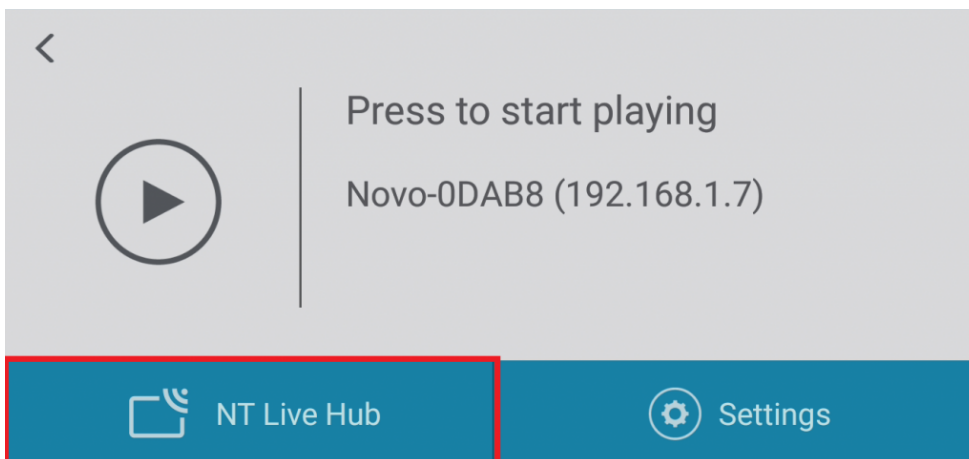 Press to start playing
Novo-0DAB8 (192.168.1.7)
NT Live Hub
Settings